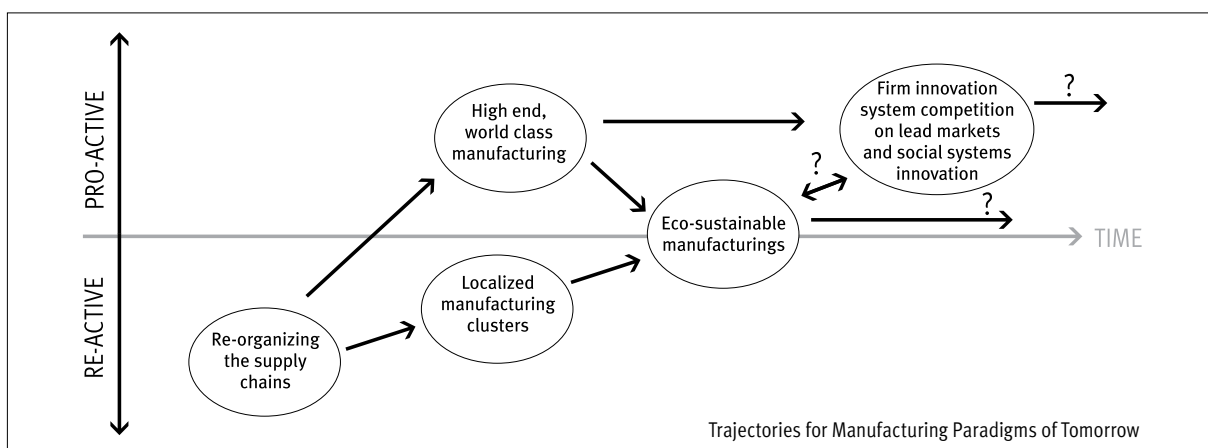 PRO-ACTIVE
RE-ACTIVE
Re-organizing
the supply
chains
High end,
world class
manufacturing
Localized
manufacturing
clusters
Eco-sustainable
manufacturings
?
?
Firm innovation
system competition
on lead markets
and social systems
innovation
?
TIME
Trajectories for Manufacturing Paradigms of Tomorrow